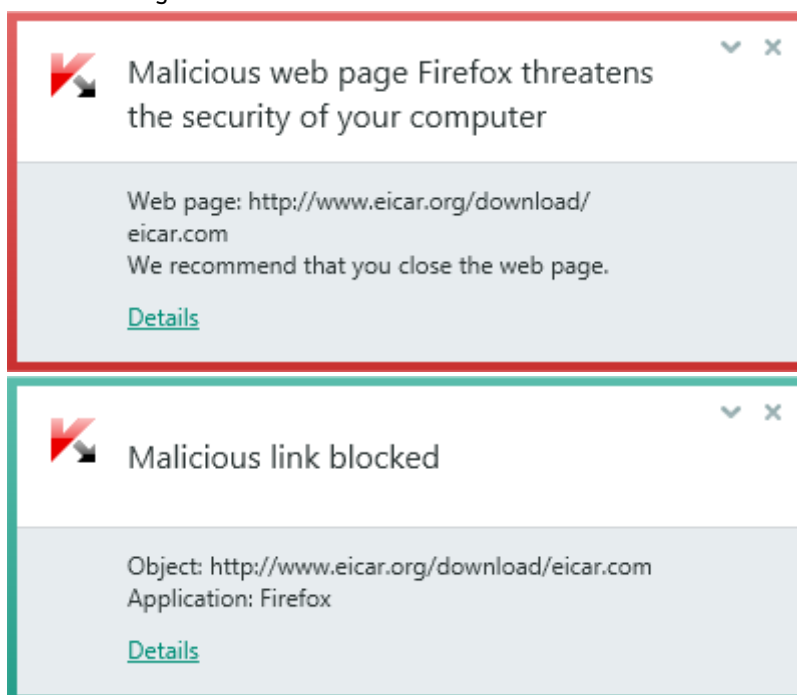 Malicious web page Firefox threatens
the security of your computer
Web page: http://www.eicar.org/download/
eicar.com
We recommend that you close the web page.
Details
Malicious link blocked
Object: http://www.eicar.org/download/eicar.com
Application: Firefox
Details